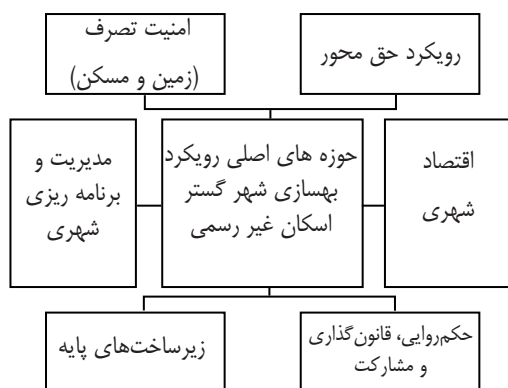 رویکرد حق محور
امنیت تصرف
(زمین و مسکن)
اقتصاد
شهری
حوزه های اصلی رویکرد
بهسازی شهر گستر
اسکان غیر رسمی
مدیریت و
برنامه ریزی
شهری
حکم‌روایی، قانون‌گذاری
و مشارکت
زیرساخت‌های پایه